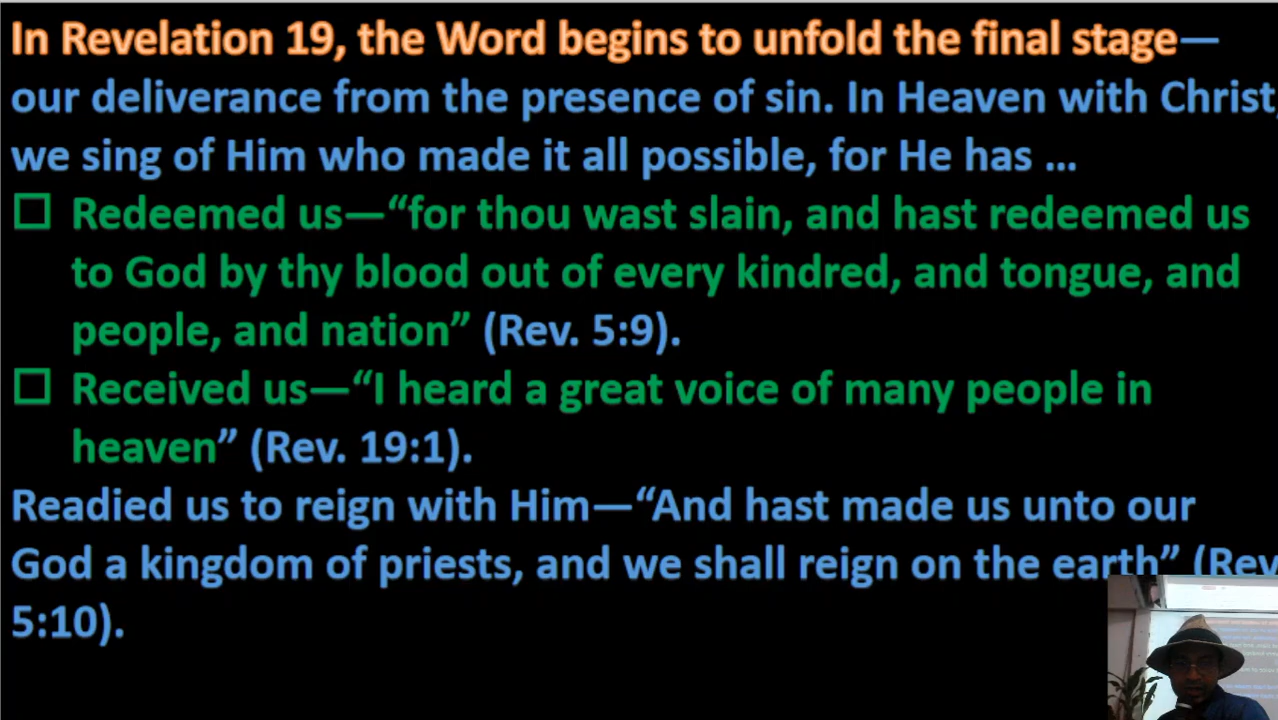 In Revelation 19, the Word begins to unfold the final stage—
our deliverance from the presence of sin. In Heaven with Christ,
we sing of Him who made it all possible, for He has ...
Redeemed us—“for thou wast slain, and hast redeemed us
to God by thy blood out of every kindred, and tongue, and
people, and nation” (Rev. 5:9).
Received us—“I heard a great voice of many people in
heaven” (Rev. 19:1).
Readied us to reign with Him—“And hast made us unto our
God a kingdom of priests, and we shall reign on the earth” (Rev
5:10).